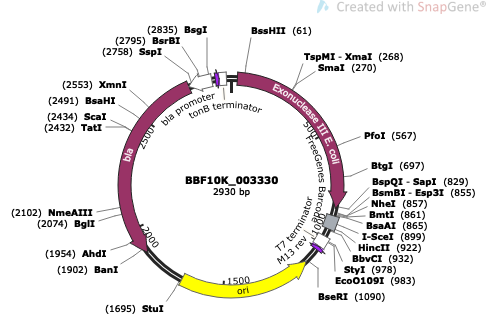 Created with SnapGene®
(2835) BsgI
(2795) BsrBI
(2758) SspI
BssHII (61)
TspMI - XmaI (268)
SmaI (270)
(2553) XmnI
(2491) BsaHI
(2434) ScaI
(2432) TatI
bla promoter
tonB terminator
Exonuclease III E. coli
500
2500
bla
PfoI (567)
BtgI (697)
BspQI - SapI (829)
BsmBI - Esp3I (855)
NheI (857)
BmtI (861)
BsaAI (865)
I-SceI (899)
HincII (922)
BbvCI (932)
StyI (978)
EcoO109I (983)
BseRI (1090)
BBF10K_003330
2930 bp
FreeGenes Barcode
1000
T7 terminator
M13 rev
(2102) NmeAIII
(2074) BglI
2000
(1954) AhdI
(1902) BanI
1500
ori
(1695) StuI